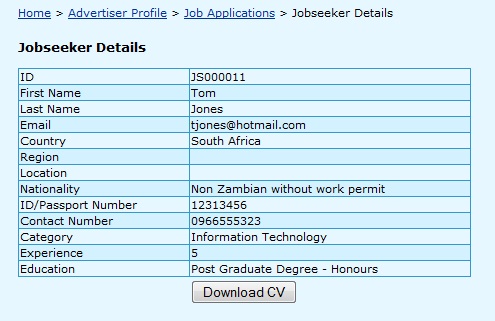 Home > Advertiser Profile > Job Applications > Jobseeker Details
Jobseeker Details
ID JS000011
First Name Tom
Last Name Jones
Email tjones@hotmail.com
Country South Africa
Region
Location
Nationality Non Zambian without work permit
ID/Passport Number 12313456
Contact Number 0966555323
Category Information Technology
Experience 5
Education Post Graduate Degree - Honours
Download CV